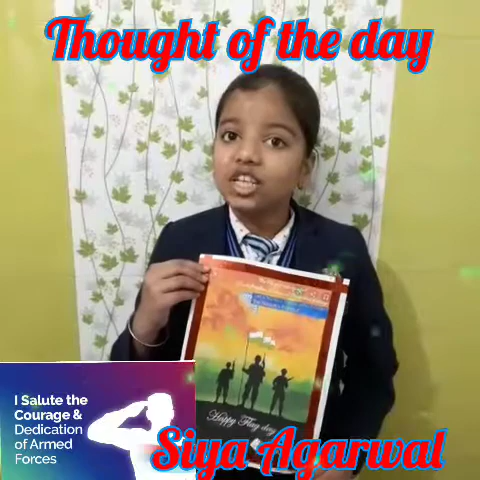 Thought of the day
Happy Flag day
I Salute the
Courage &
Dedication
of Armed
Forces
Siya Agarwal